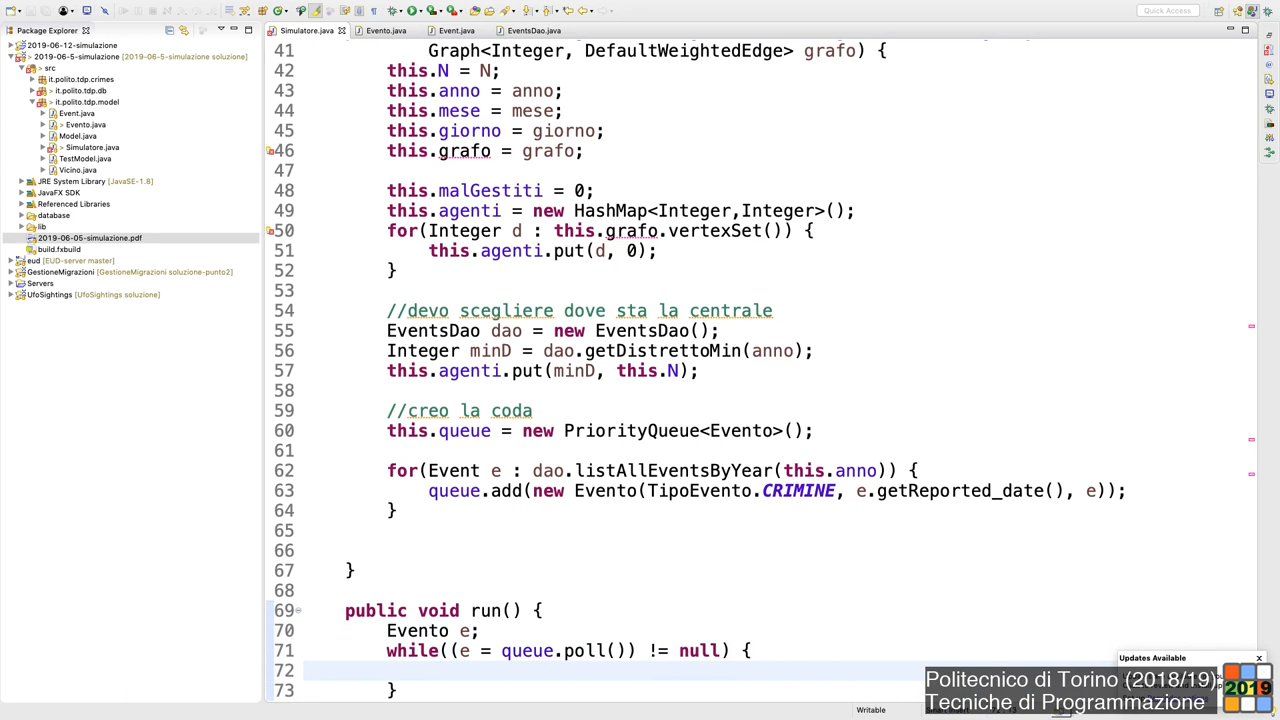 Quick Access
Package Explorer
Simulatore.java
Evento.java
Event.java
EventsDao.java
2019-06-12-simulazione
> 2019-06-5-simulazione [2019-06-5-simulazione soluzione]
> src
it.polito.tdp.crimes
> it.polito.tdp.db
> it.polito.tdp.model
Event.java
> Evento.java
Model.java
> Simulatore.java
TestModel.java
Vicino.java
JRE System Library [JavaSE-1.8]
JavaFX SDK
Referenced Libraries
database
lib
2019-06-05-simulazione.pdf
build.fxbuild
eud [EUD-server master]
GestioneMigrazioni [GestioneMigrazioni soluzione-punto2]
Servers
UfoSightings [UfoSightings soluzione]
41 Graph<Integer, DefaultWeightedEdge> grafo) {
42 this.N = N;
43 this.anno = anno;
44 this.mese = mese;
45 this.giorno = giorno;
46 this.grafo = grafo;
47
48 this.malGestiti = 0;
49 this.agenti = new HashMap<Integer,Integer>();
50 for(Integer d : this.grafo.vertexSet()) {
51 this.agenti.put(d, 0);
52 }
53
54 //devo scegliere dove sta la centrale
55 EventsDao dao = new EventsDao();
56 Integer minD = dao.getDistrettoMin(anno);
57 this.agenti.put(minD, this.N);
58
59 //creo la coda
60 this.queue = new PriorityQueue<Evento>();
61
62 for(Event e : dao.listAllEventsByYear(this.anno)) {
63 queue.add(new Evento(TipoEvento.CRIMINE, e.getReported_date(), e));
64 }
65
66
67 }
68
69 public void run() {
70 Evento e;
71 while((e = queue.poll()) != null) {
72
73 }
Updates Available
Politecnico di Torino (2018/19)
Tecniche di Programmazione
2019
Writable